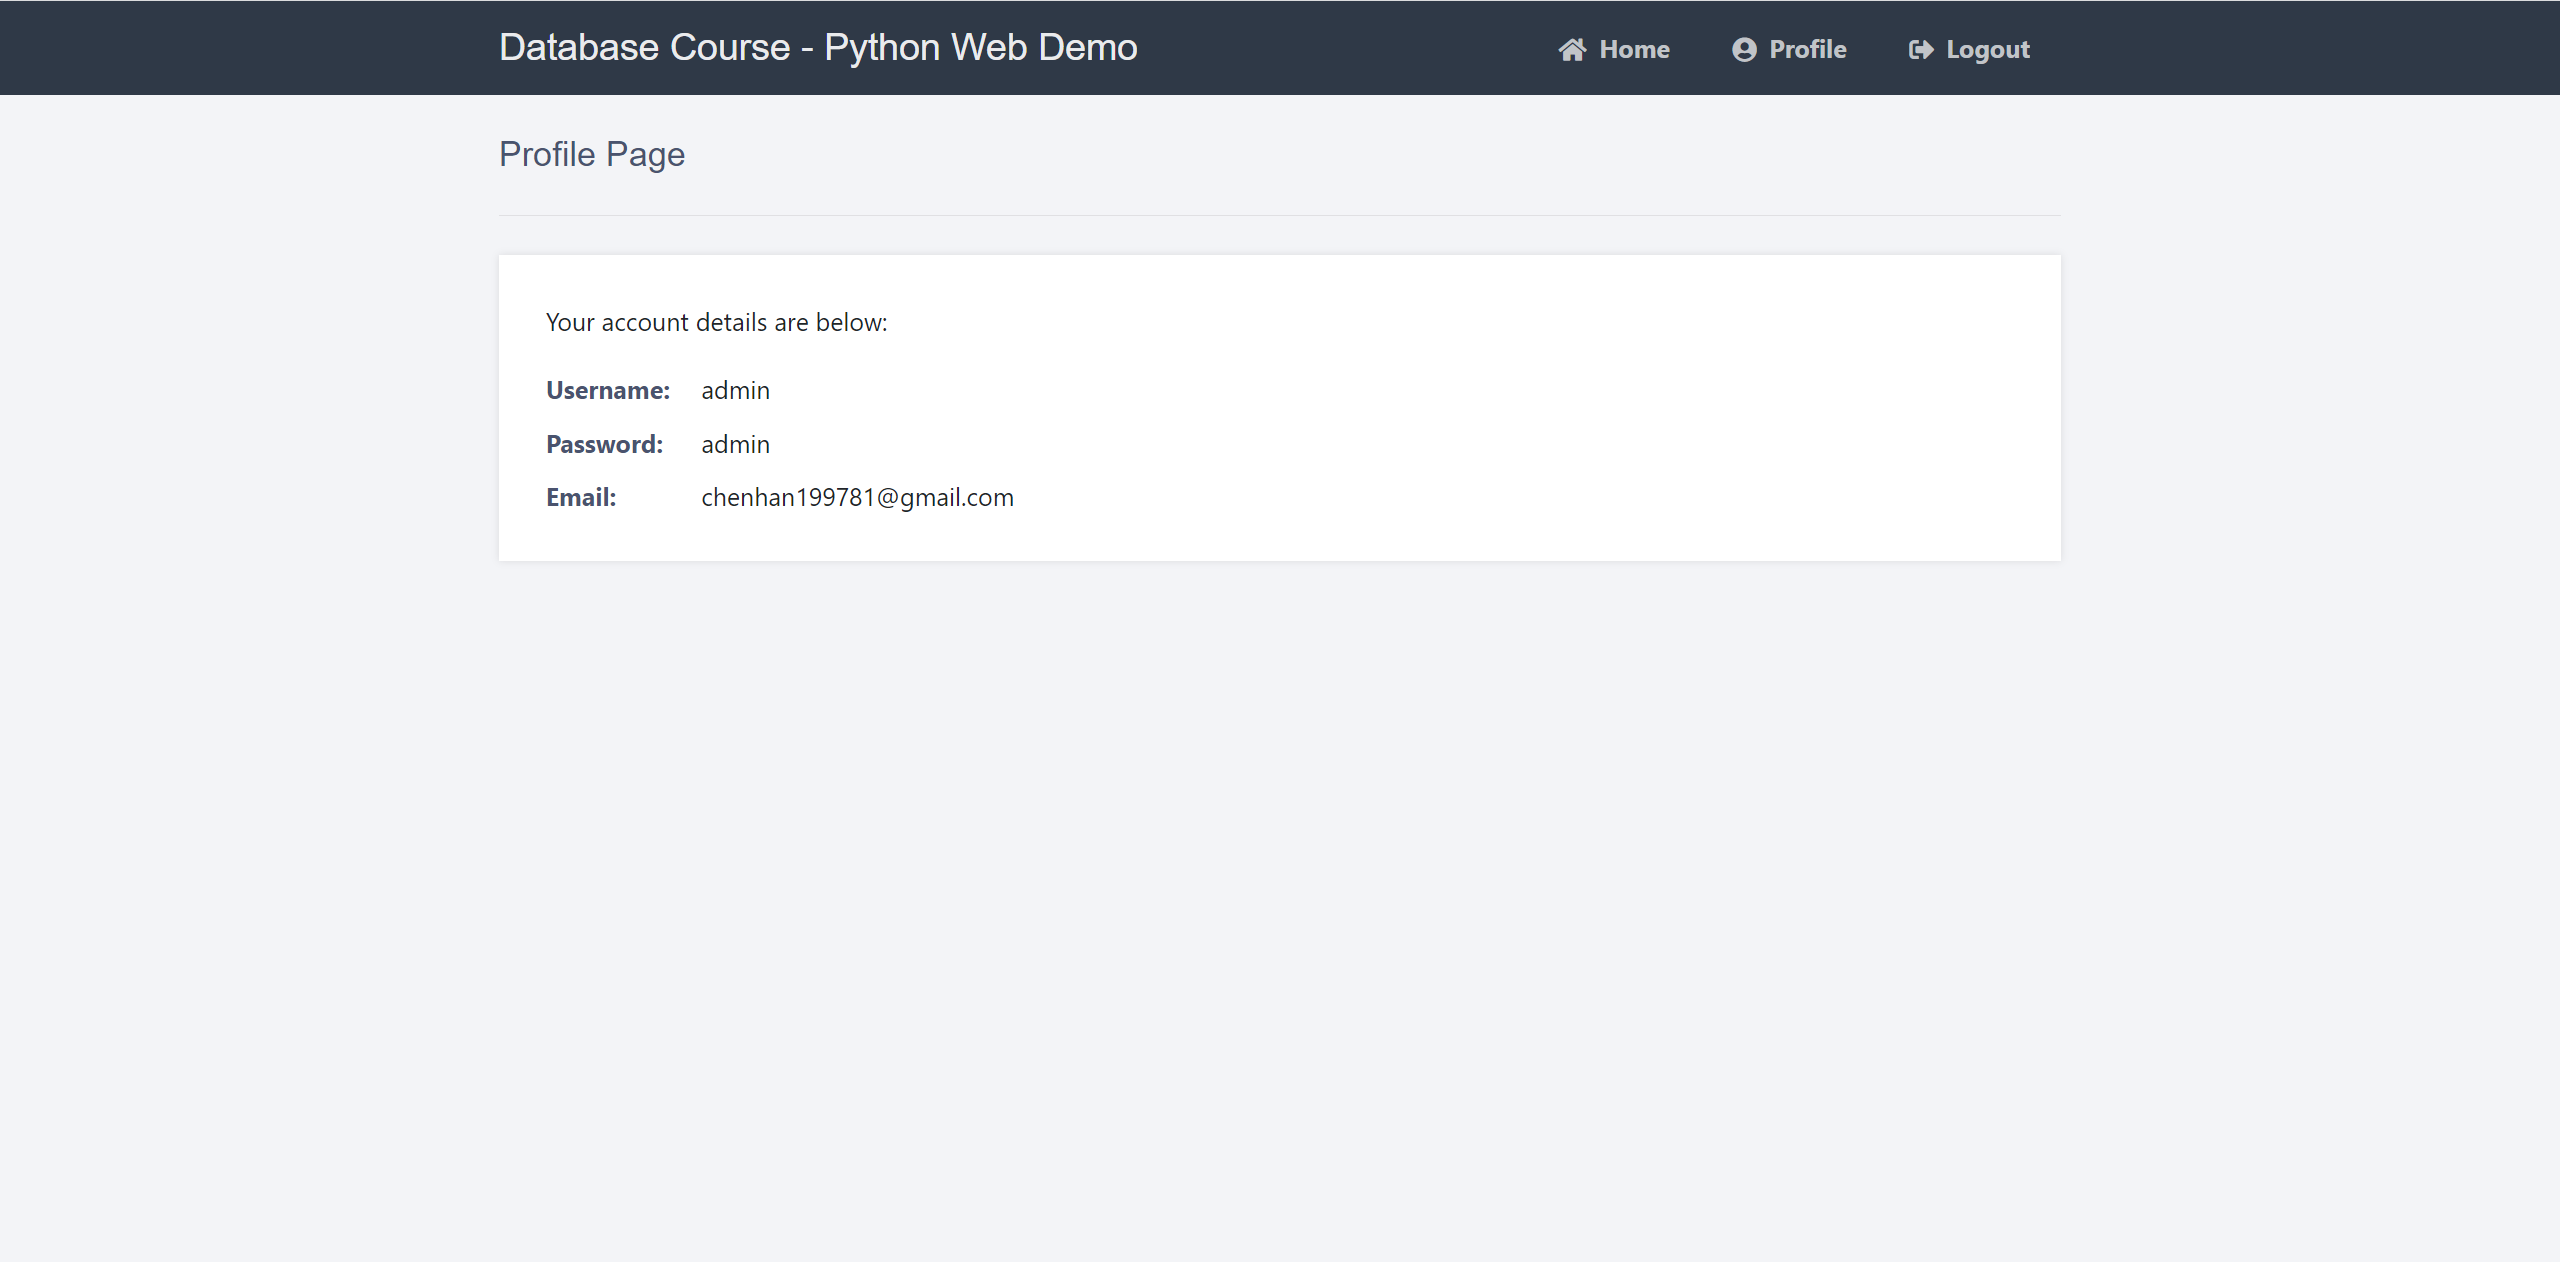 Database Course - Python Web Demo
Home Profile Logout
Profile Page
Your account details are below:
Username: admin
Password: admin
Email: chenhan199781@gmail.com